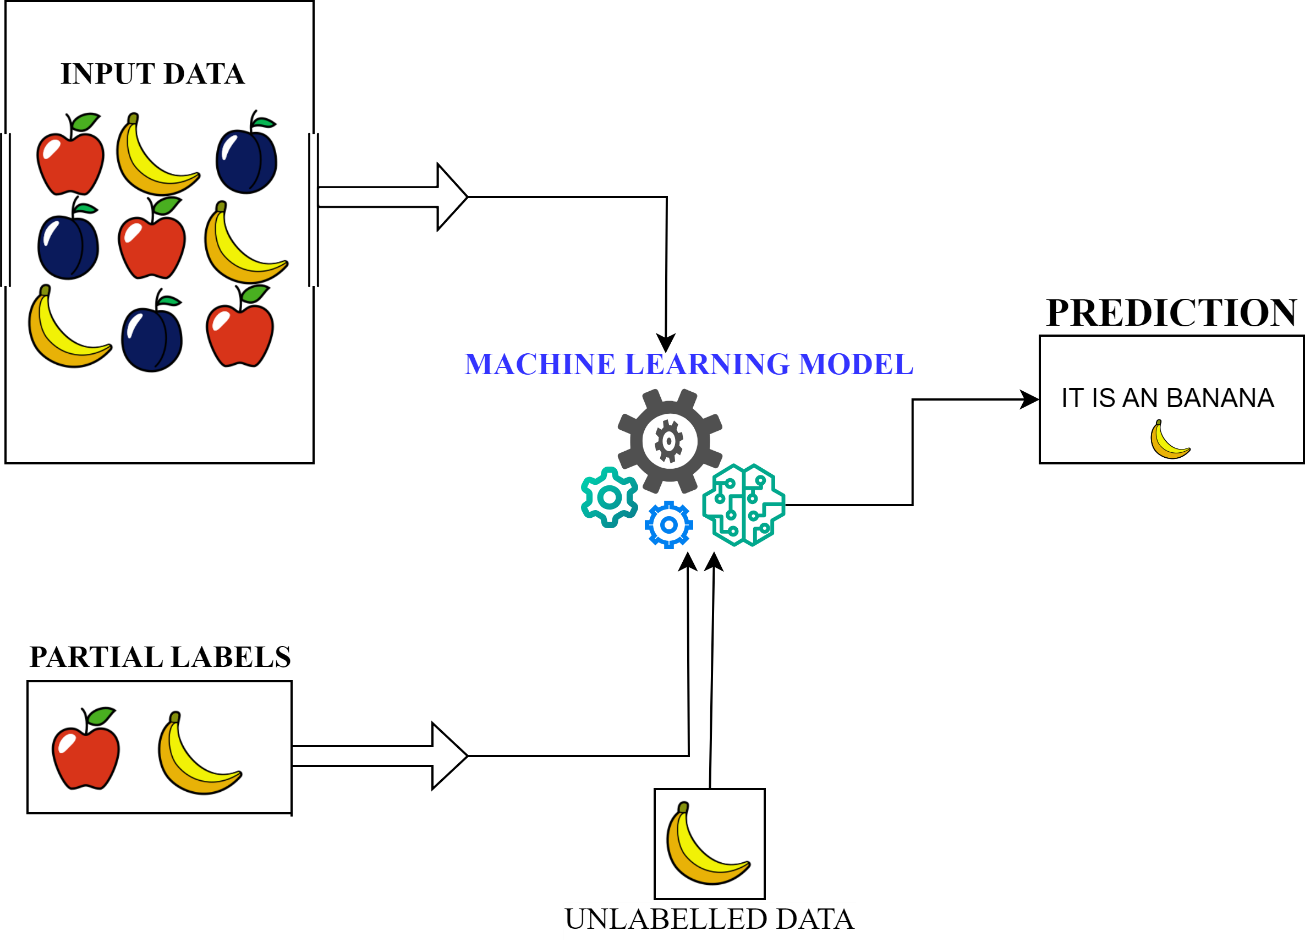 INPUT DATA
MACHINE LEARNING MODEL
PREDICTION
IT IS AN BANANA
PARTIAL LABELS
UNLABELLED DATA